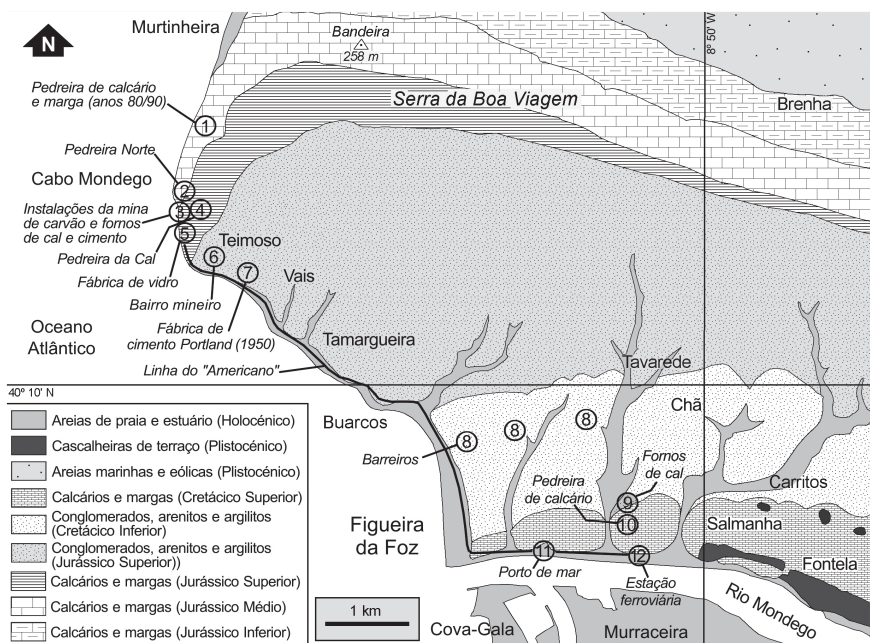 Murtinheira
N
Bandeira
258 m
8º 50' W
Pedreira de calcário
e marga (anos 80/90)
Serra da Boa Viagem
Brenha
1
Pedreira Norte
Cabo Mondego
2
Instalações da mina
de carvão e fornos
de cal e cimento
3
4
5
Pedreira da Cal
Teimoso
6
Fábrica de vidro
7
Vais
Bairro mineiro
Oceano
Atlântico
Fábrica de
cimento Portland (1950)
Tamargueira
Linha do "Americano"
Tavarede
40º 10' N
Buarcos
Chã
8
8
8
Barreiros
Fornos
de cal
Pedreira
de calcário
Carritos
9
10
Figueira
da Foz
Salmanha
11
12
Fontela
Porto de mar
Estação
ferroviária
Rio Mondego
Cova-Gala
Murraceira
Areias de praia e estuário (Holocénico)
Cascalheiras de terraço (Plistocénico)
Areias marinhas e eólicas (Plistocénico)
Calcários e margas (Cretácico Superior)
Conglomerados, arenitos e argilitos
(Cretácico Inferior)
Conglomerados, arenitos e argilitos
(Jurássico Superior))
Calcários e margas (Jurássico Superior)
Calcários e margas (Jurássico Médio)
Calcários e margas (Jurássico Inferior)
1 km